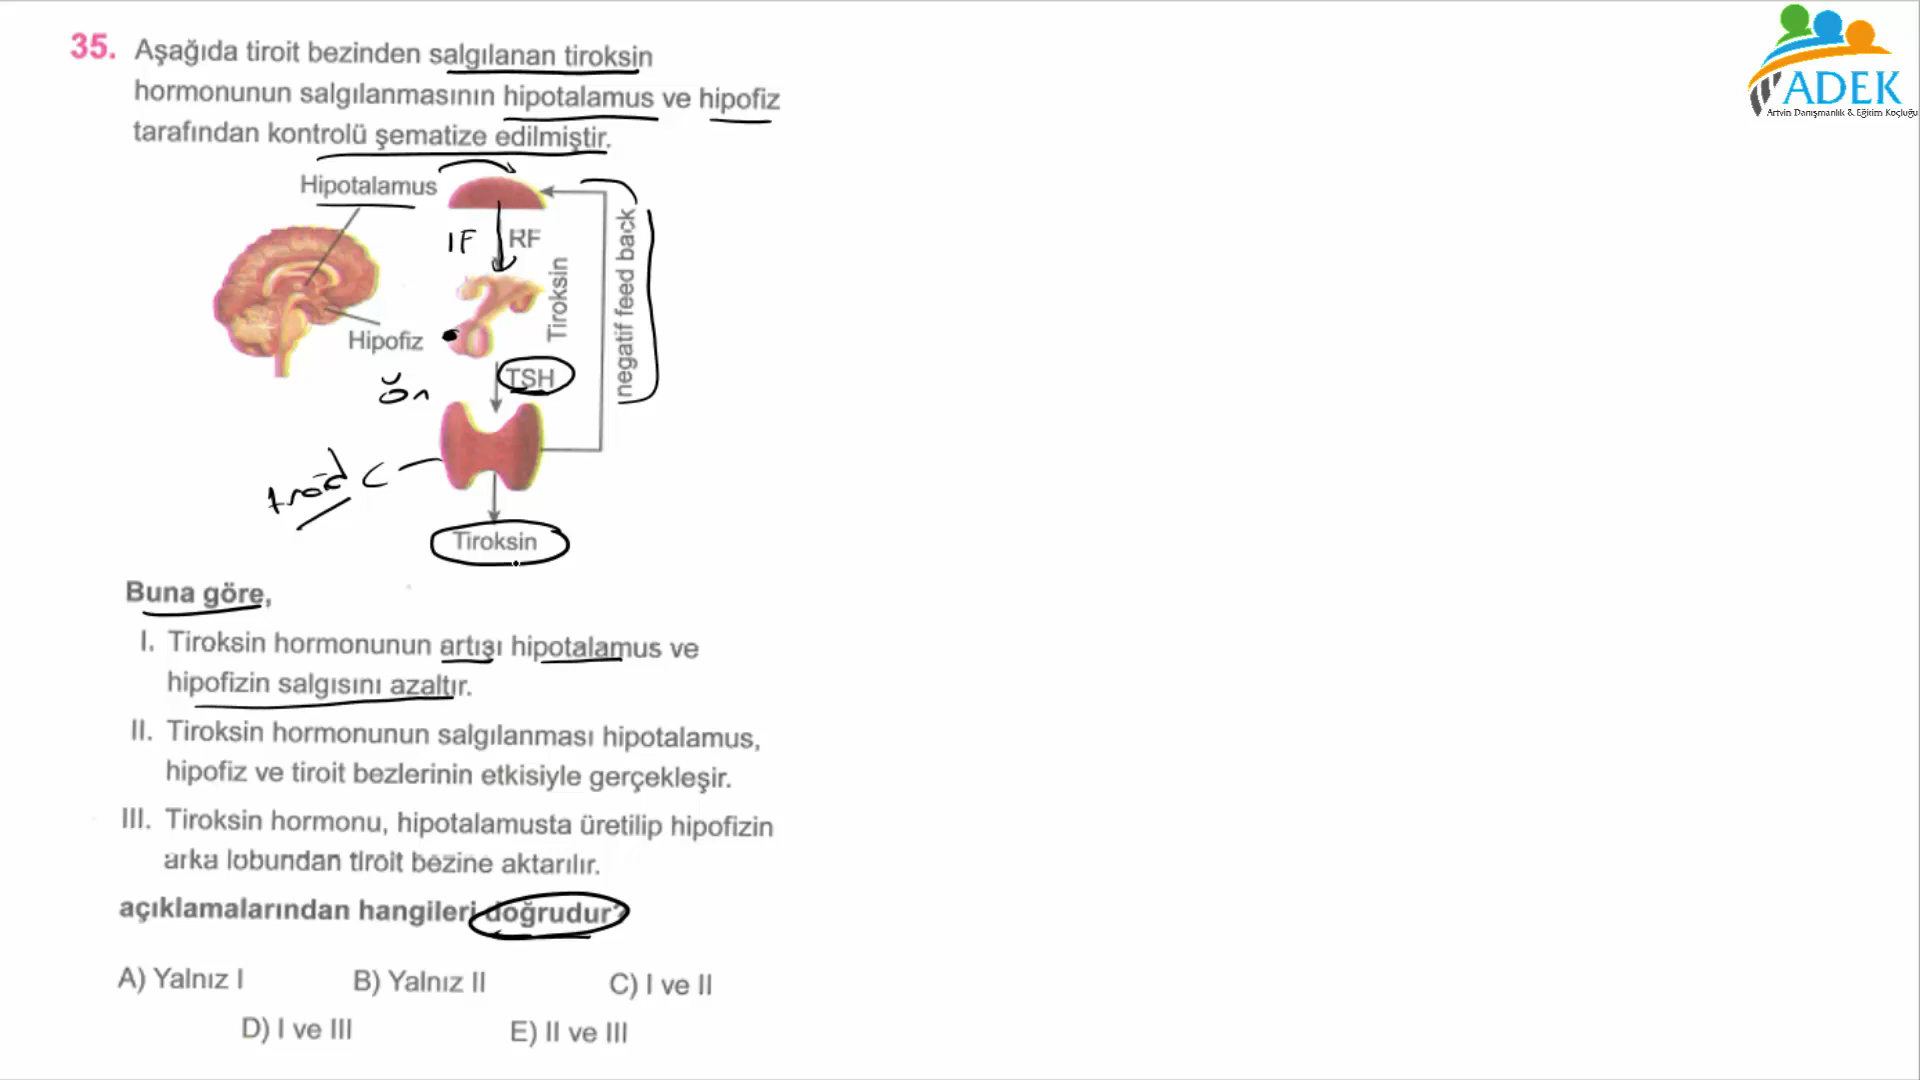 35. Aşağıda tiroit bezinden salgılanan tiroksin
hormonunun salgılanmasının hipotalamus ve hipofiz
tarafından kontrolü şematize edilmiştir.
Hipotalamus
IF
RF
Tiroksin
negatif feed back
Hipofiz
TSH
Ön
Tiroksin
Buna göre,
I. Tiroksin hormonunun artışı hipotalamus ve
hipofizin salgısını azaltır.
II. Tiroksin hormonunun salgılanması hipotalamus,
hipofiz ve tiroit bezlerinin etkisiyle gerçekleşir.
III. Tiroksin hormonu, hipotalamusta üretilip hipofizin
arka lobundan tiroit bezine aktarılır.
açıklamalarından hangileri doğrudur?
A) Yalnız I
B) Yalnız II
C) I ve II
D) I ve III
E) II ve III
ADEK
Artvin Danışmanlık & Eğitim Koçluğu